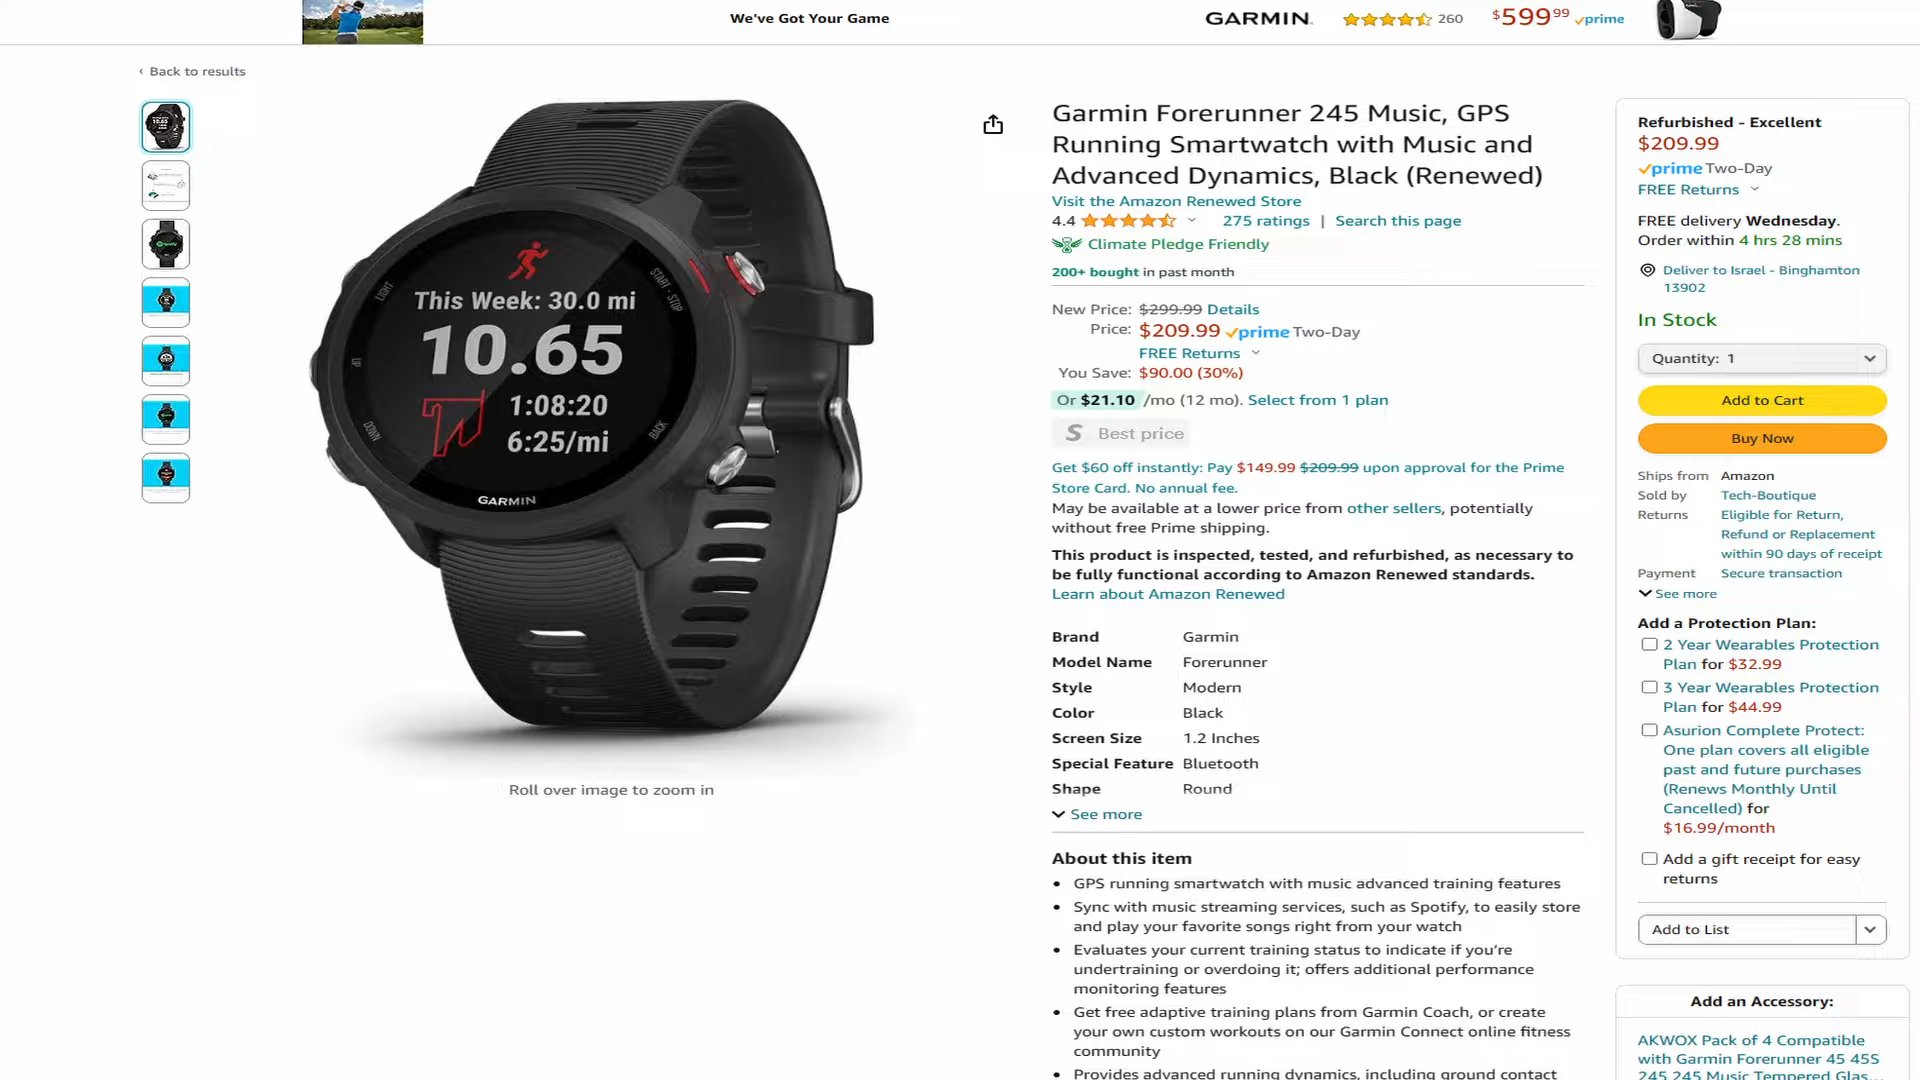 We've Got Your Game
GARMIN.
260
$599.99 prime
‹ Back to results
Garmin Forerunner 245 Music, GPS
Running Smartwatch with Music and
Advanced Dynamics, Black (Renewed)
Visit the Amazon Renewed Store
4.4 275 ratings | Search this page
Climate Pledge Friendly
200+ bought in past month
New Price: $299.99 Details
Price: $209.99 prime Two-Day
FREE Returns
You Save: $90.00 (30%)
Or $21.10 /mo (12 mo). Select from 1 plan
S Best price
Get $60 off instantly: Pay $149.99 $209.99 upon approval for the Prime
Store Card. No annual fee.
May be available at a lower price from other sellers, potentially
without free Prime shipping.
This product is inspected, tested, and refurbished, as necessary to
be fully functional according to Amazon Renewed standards.
Learn about Amazon Renewed
Brand Garmin
Model Name Forerunner
Style Modern
Color Black
Screen Size 1.2 Inches
Special Feature Bluetooth
Shape Round
See more
About this item
• GPS running smartwatch with music advanced training features
• Sync with music streaming services, such as Spotify, to easily store
and play your favorite songs right from your watch
• Evaluates your current training status to indicate if you’re
undertraining or overdoing it; offers additional performance
monitoring features
• Get free adaptive training plans from Garmin Coach, or create
your own custom workouts on our Garmin Connect online fitness
community
• Provides advanced running dynamics, including ground contact
LIGHT
START · STOP
UP
DOWN
BACK
This Week: 30.0 mi
10.65
1:08:20
6:25/mi
GARMIN
Roll over image to zoom in
Refurbished - Excellent
$209.99
prime Two-Day
FREE Returns
FREE delivery Wednesday.
Order within 4 hrs 28 mins
Deliver to Israel - Binghamton
13902
In Stock
Quantity: 1
Add to Cart
Buy Now
Ships from Amazon
Sold by Tech-Boutique
Returns Eligible for Return,
Refund or Replacement
within 90 days of receipt
Payment Secure transaction
See more
Add a Protection Plan:
2 Year Wearables Protection
Plan for $32.99
3 Year Wearables Protection
Plan for $44.99
Asurion Complete Protect:
One plan covers all eligible
past and future purchases
(Renews Monthly Until
Cancelled) for
$16.99/month
Add a gift receipt for easy
returns
Add to List
Add an Accessory:
AKWOX Pack of 4 Compatible
with Garmin Forerunner 45 45S
245 245 Music Tempered Glas...